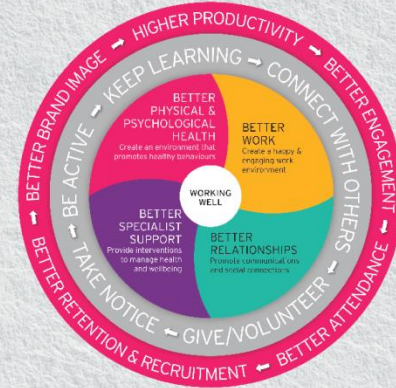 HIGHER PRODUCTIVITY
BETTER ENGAGEMENT
BETTER ATTENDANCE
BETTER RETENTION & RECRUITMENT
BETTER BRAND IMAGE
KEEP LEARNING
CONNECT WITH OTHERS
GIVE/VOLUNTEER
TAKE NOTICE
BE ACTIVE
BETTER
PHYSICAL &
PSYCHOLOGICAL
HEALTH
Create an environment that
promotes healthy behaviours
BETTER
WORK
Create a happy &
engaging work
environment
WORKING
WELL
BETTER
SPECIALIST
SUPPORT
Provide interventions
to manage health
and wellbeing
BETTER
RELATIONSHIPS
Promote communications
and social connections